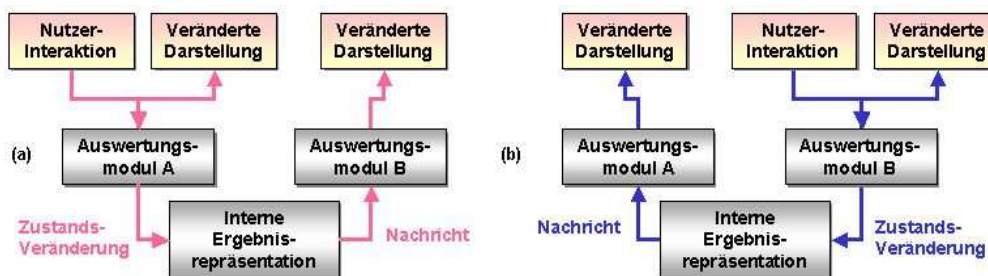 Nutzer-
Interaktion
Veränderte
Darstellung
Veränderte
Darstellung
(a)
Auswertungs-
modul A
Auswertungs-
modul B
Zustands-
Veränderung
Interne
Ergebnis-
repräsentation
Nachricht
Veränderte
Darstellung
Nutzer-
Interaktion
Veränderte
Darstellung
(b)
Auswertungs-
modul A
Auswertungs-
modul B
Nachricht
Interne
Ergebnis-
repräsentation
Zustands-
Veränderung